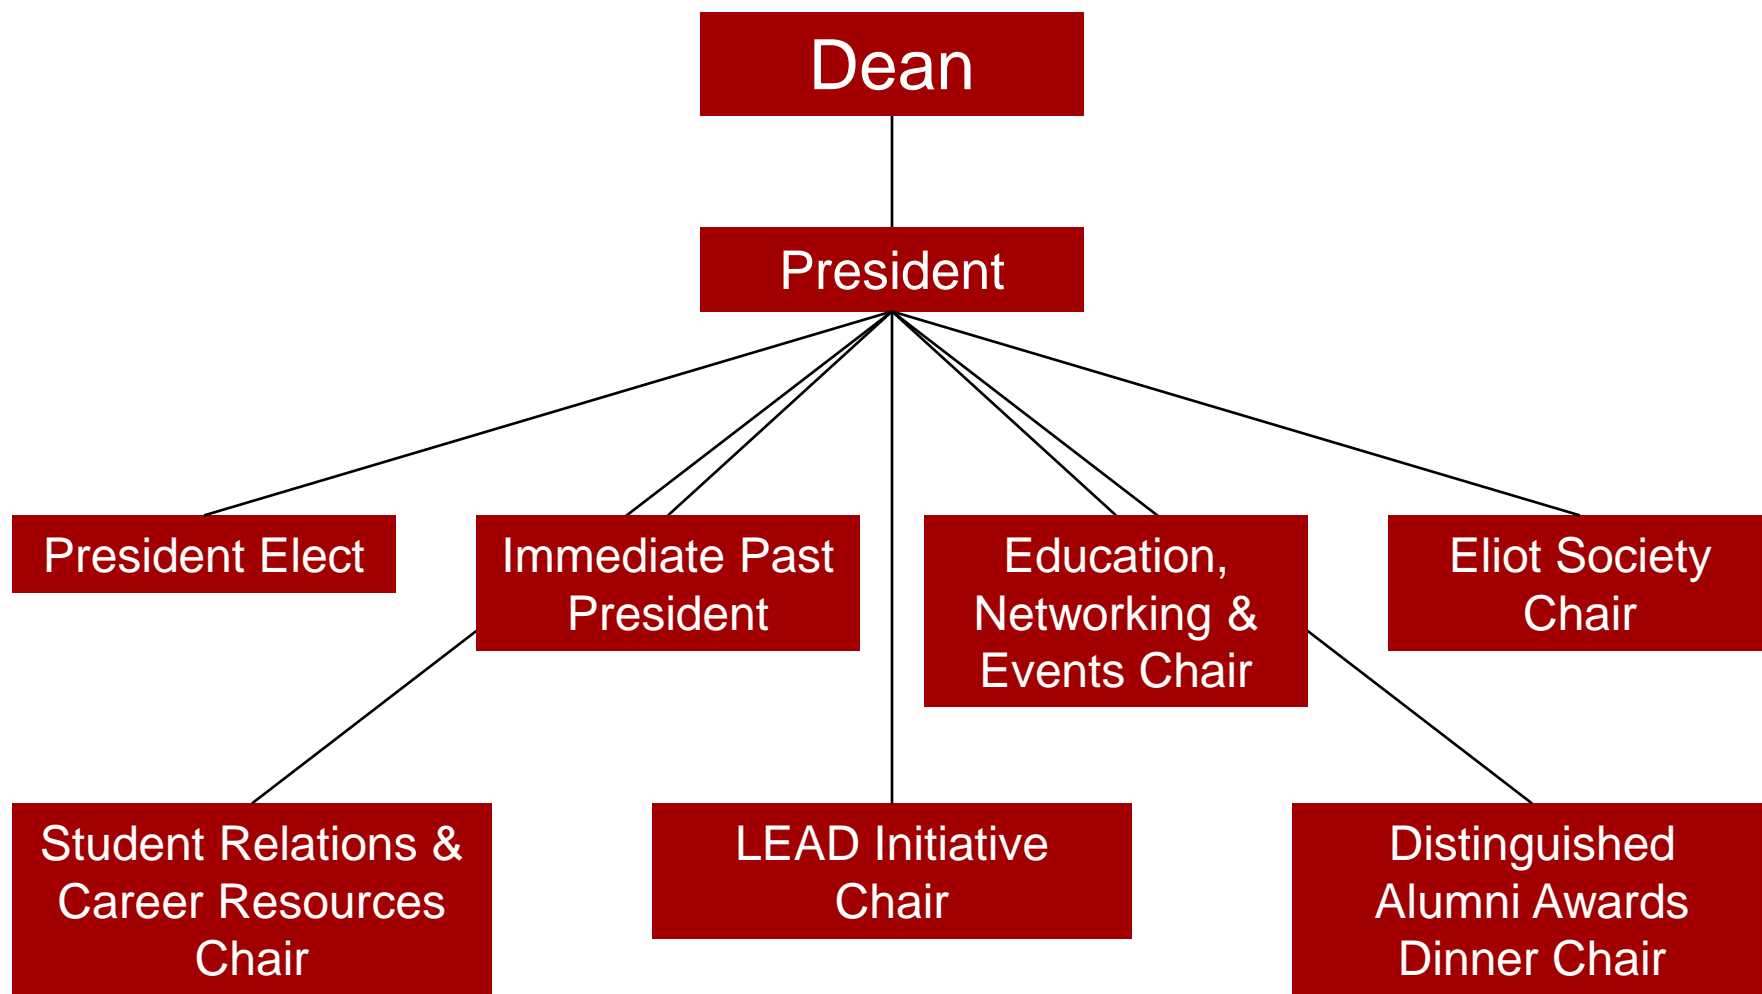 Dean
President
President Elect
Immediate Past
President
Education,
Networking &
Events Chair
Eliot Society
Chair
Student Relations &
Career Resources
Chair
LEAD Initiative
Chair
Distinguished
Alumni Awards
Dinner Chair